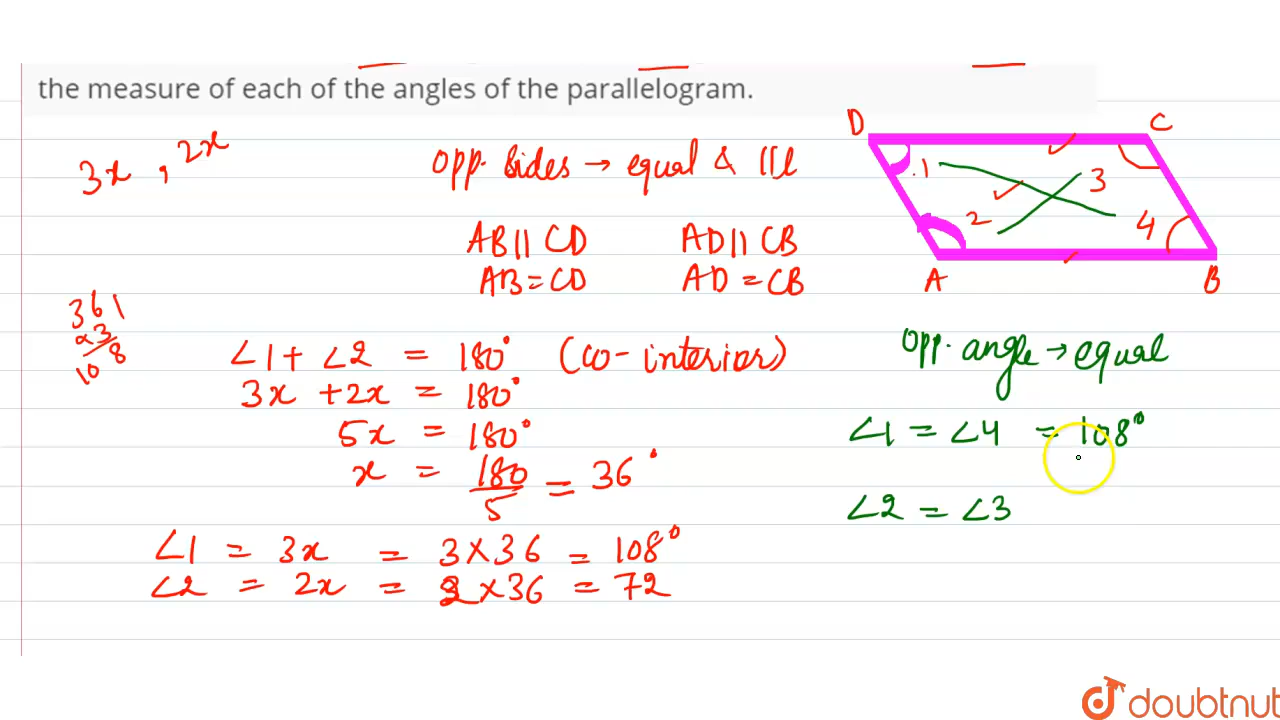 the measure of each of the angles of the parallelogram.
3x , 2x
opp. sides → equal & ||l
AB || CD AD || CB
AB = CD AD = CB
D C
1 3
2 4
A B
361
×3
108
∠1 + ∠2 = 180° (co-interior)
3x + 2x = 180°
5x = 180°
x = 180/5 = 36°
∠1 = 3x = 3 × 36 = 108°
∠2 = 2x = 2 × 36 = 72
opp. angle → equal
∠1 = ∠4 = 108°
∠2 = ∠3
doubtnut